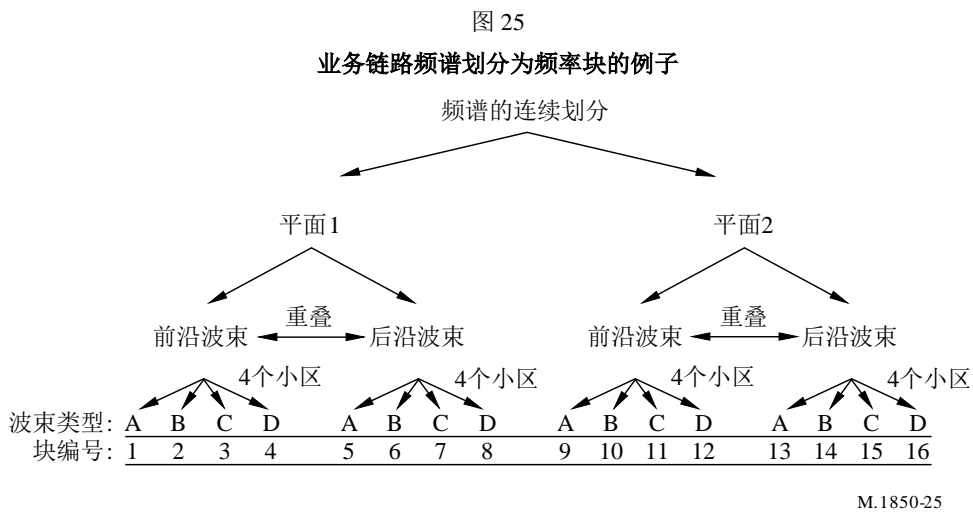 图 25
业务链路频谱划分为频率块的例子
频谱的连续划分
平面1 平面2
重叠 重叠
前沿波束 后沿波束 前沿波束 后沿波束
4个小区 4个小区 4个小区 4个小区
波束类型: A B C D A B C D A B C D A B C D
块编号: 1 2 3 4 5 6 7 8 9 10 11 12 13 14 15 16
M.1850-25